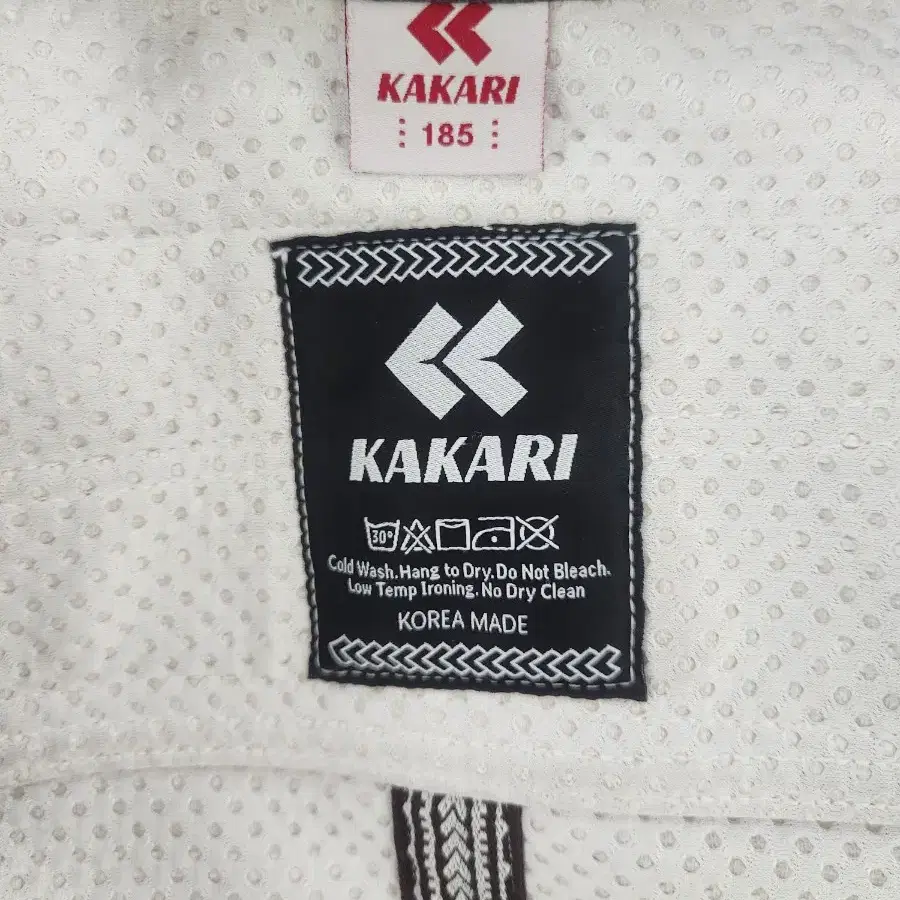 KAKARI
185
KAKARI
30°
Cold Wash.Hang to Dry.Do Not Bleach.
Low Temp Ironing.No Dry Clean
KOREA MADE